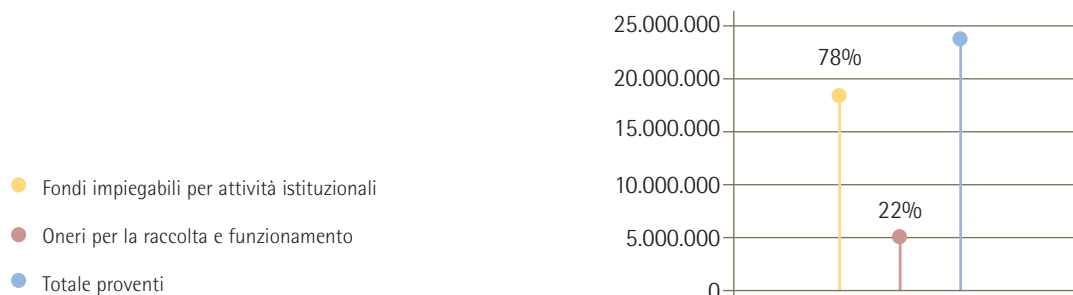 25.000.000
78%
20.000.000
15.000.000
Fondi impiegabili per attività istituzionali
10.000.000
22%
Oneri per la raccolta e funzionamento
5.000.000
Totale proventi
0